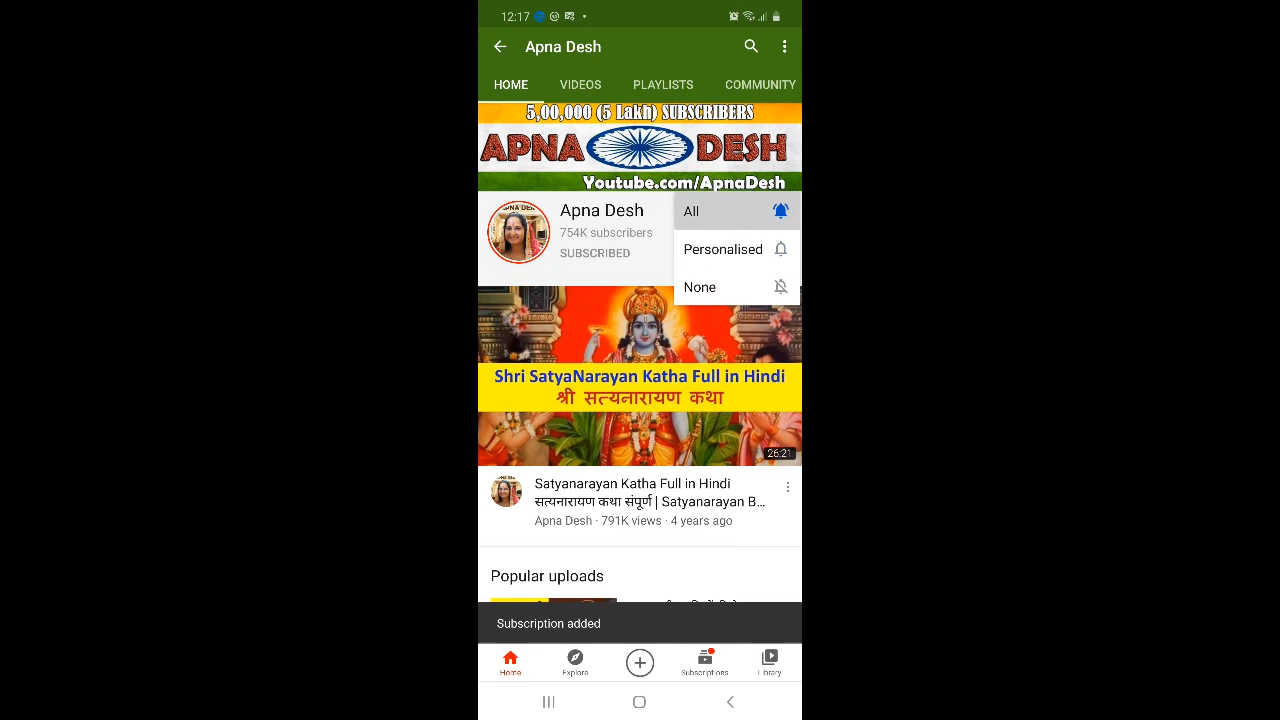 12:17
Apna Desh
HOME VIDEOS PLAYLISTS COMMUNITY
5,00,000 (5 Lakh) SUBSCRIBERS
APNA DESH
Youtube.com/ApnaDesh
Apna Desh
754K subscribers
SUBSCRIBED
All
Personalised
None
Shri SatyaNarayan Katha Full in Hindi
श्री सत्यनारायण कथा
26:21
Satyanarayan Katha Full in Hindi
सत्यनारायण कथा संपूर्ण | Satyanarayan B...
Apna Desh · 791K views · 4 years ago
Popular uploads
Subscription added
Home Explore Subscriptions Library